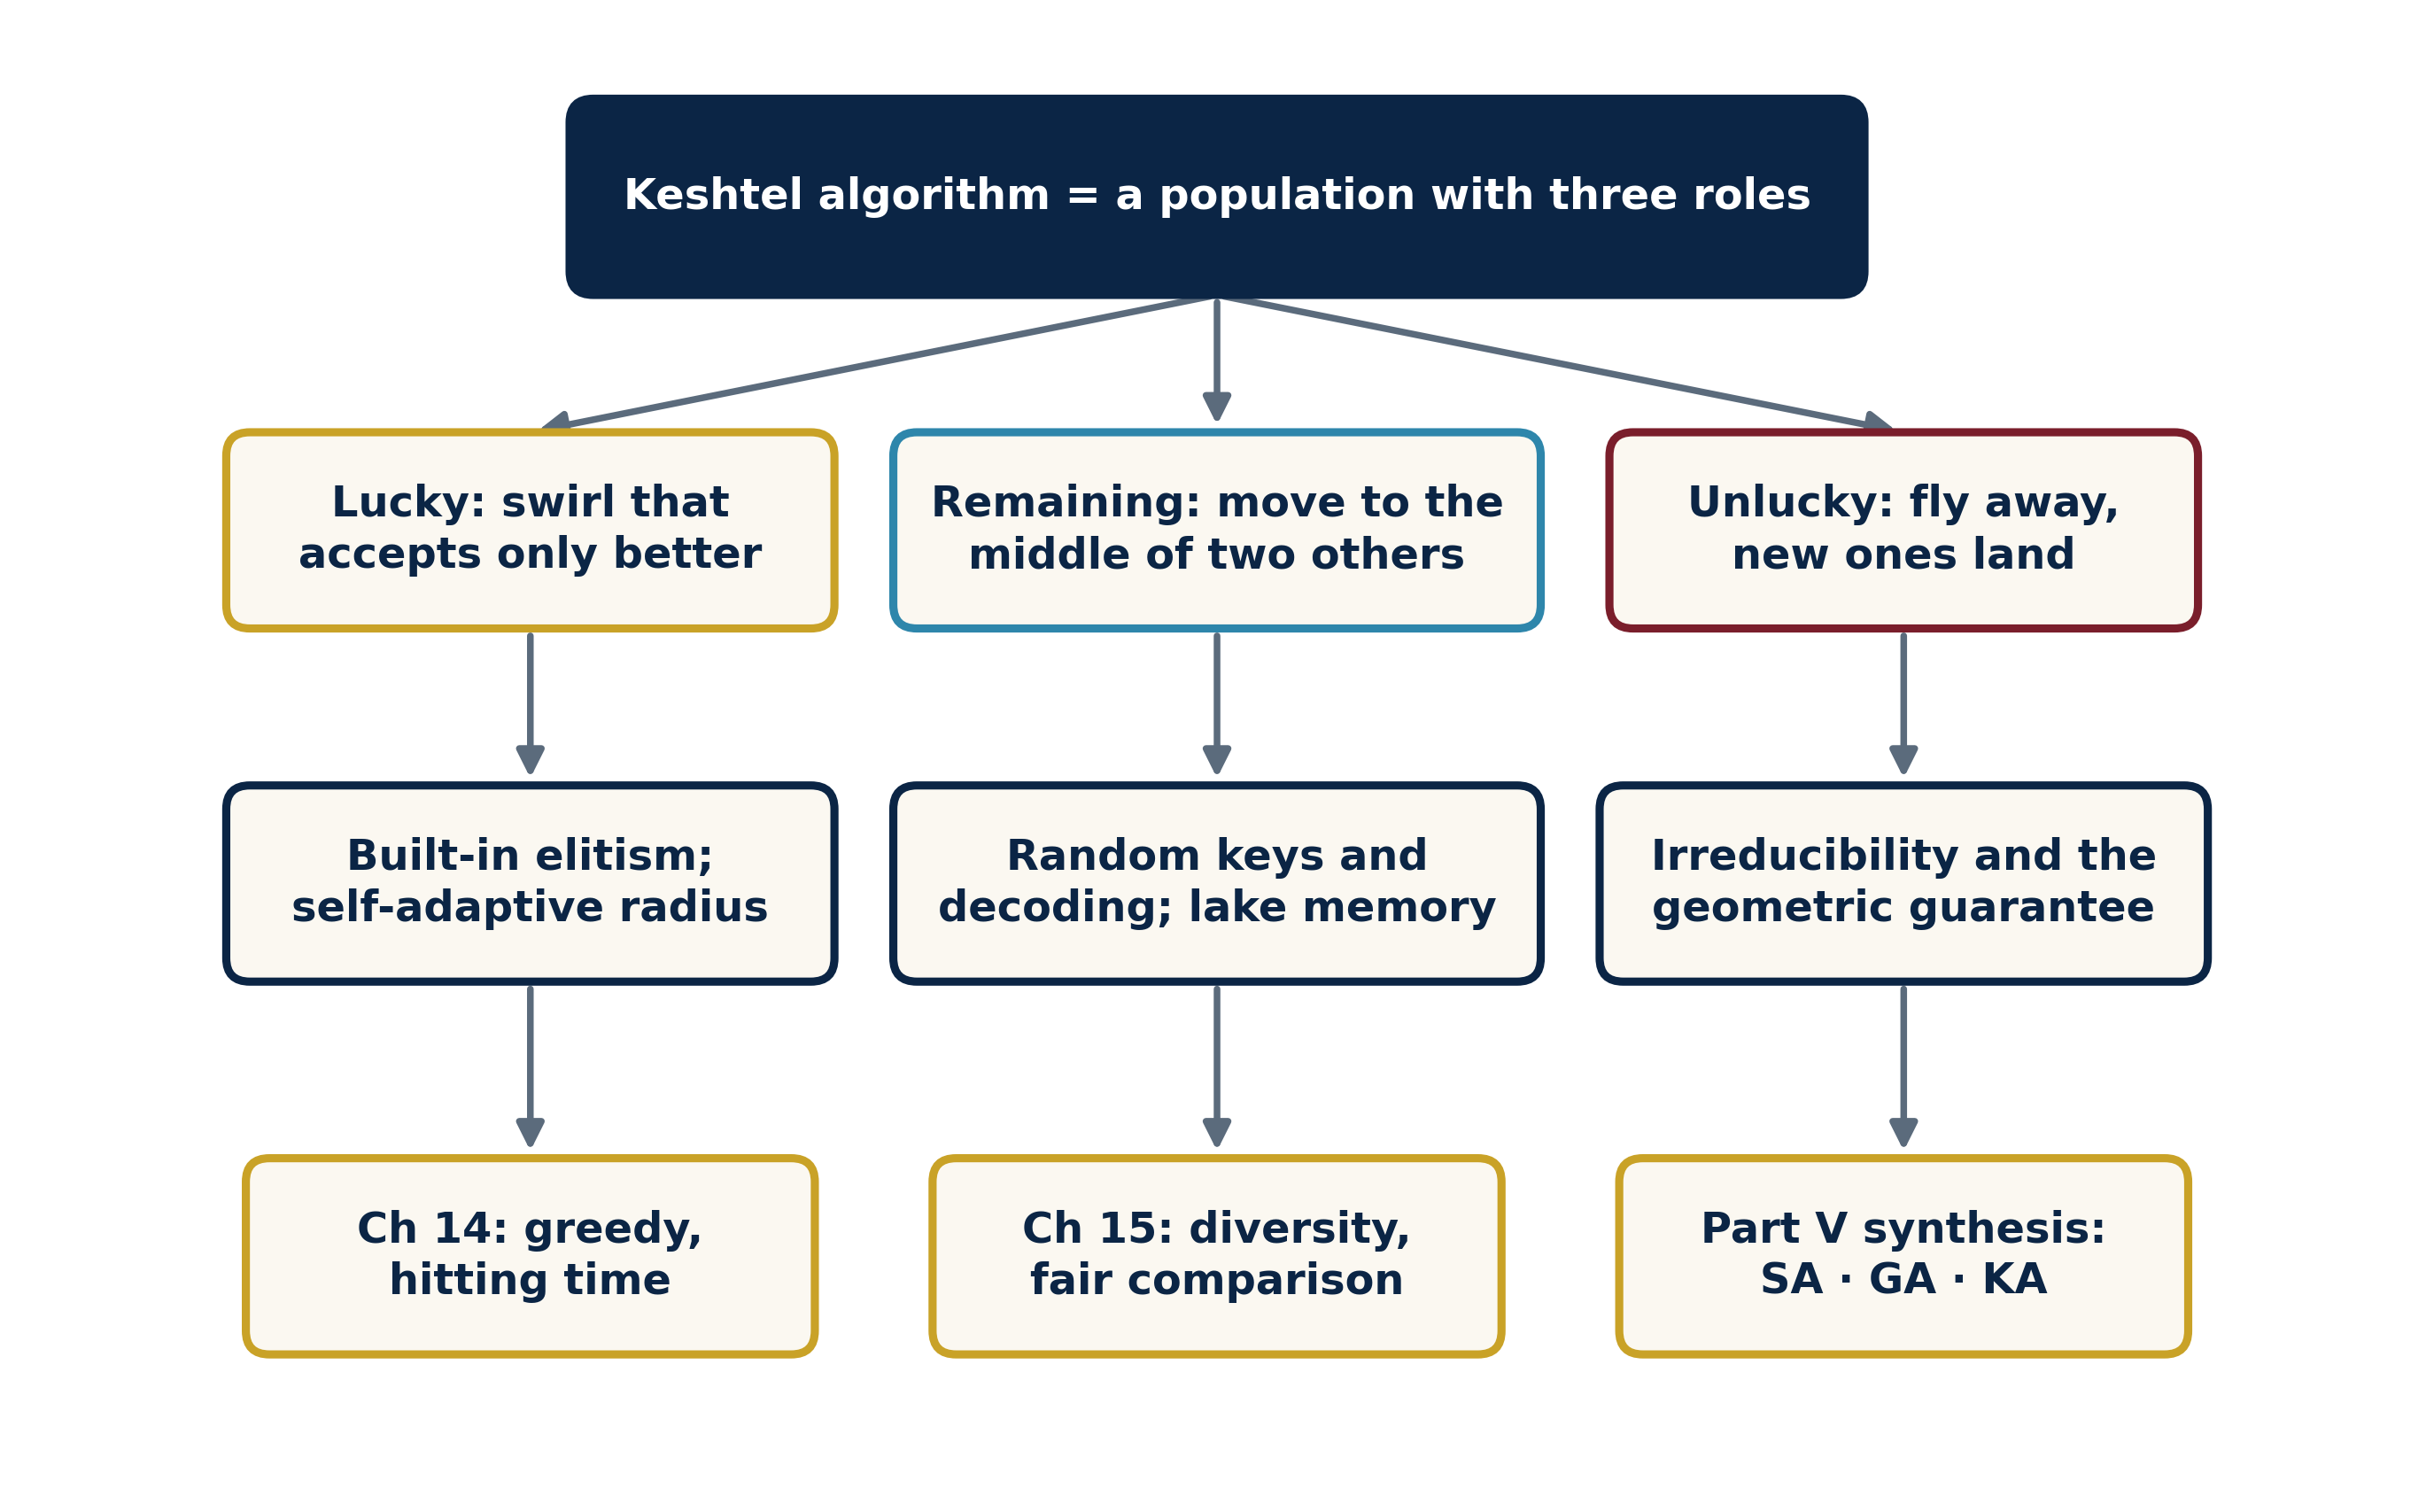 Keshtel algorithm = a population with three roles
Lucky: swirl that
accepts only better
Remaining: move to the
middle of two others
Unlucky: fly away,
new ones land
Built-in elitism;
self-adaptive radius
Random keys and
decoding; lake memory
Irreducibility and the
geometric guarantee
Ch 14: greedy,
hitting time
Ch 15: diversity,
fair comparison
Part V synthesis:
SA · GA · KA